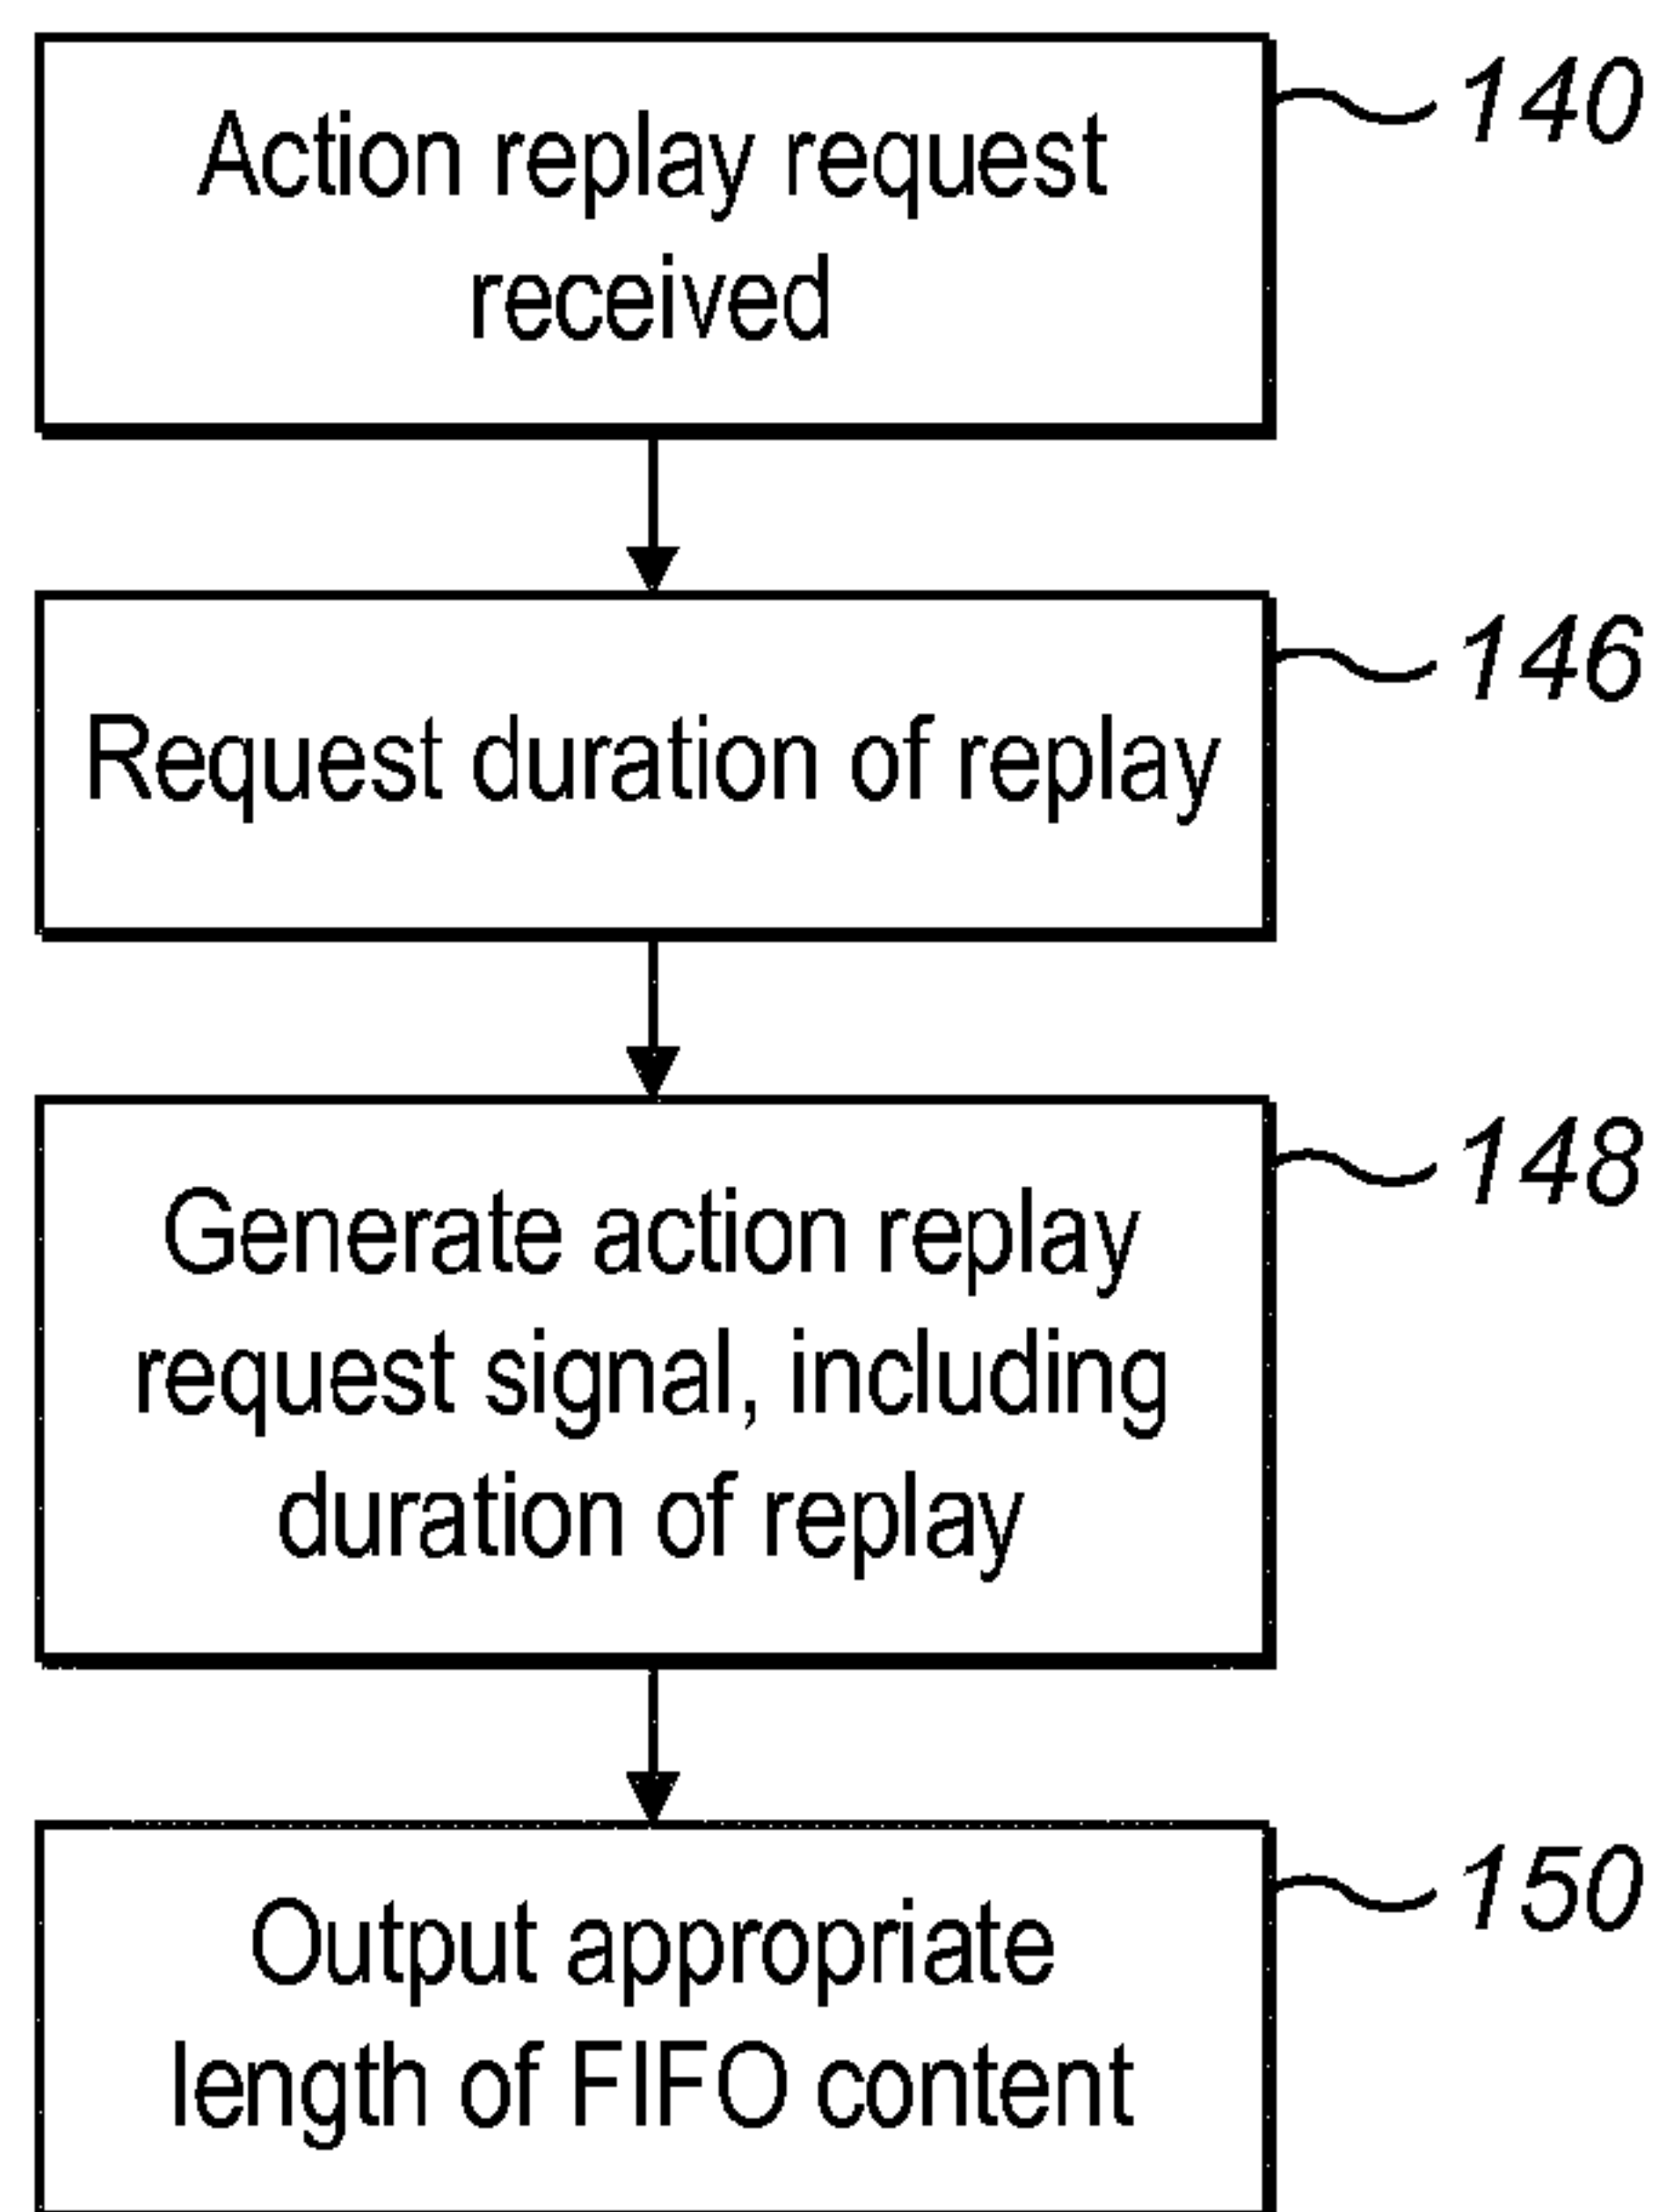 Action replay request
received
140
Request duration of replay
146
Generate action replay
request signal, including
duration of replay
148
Output appropriate
length of FIFO content
150